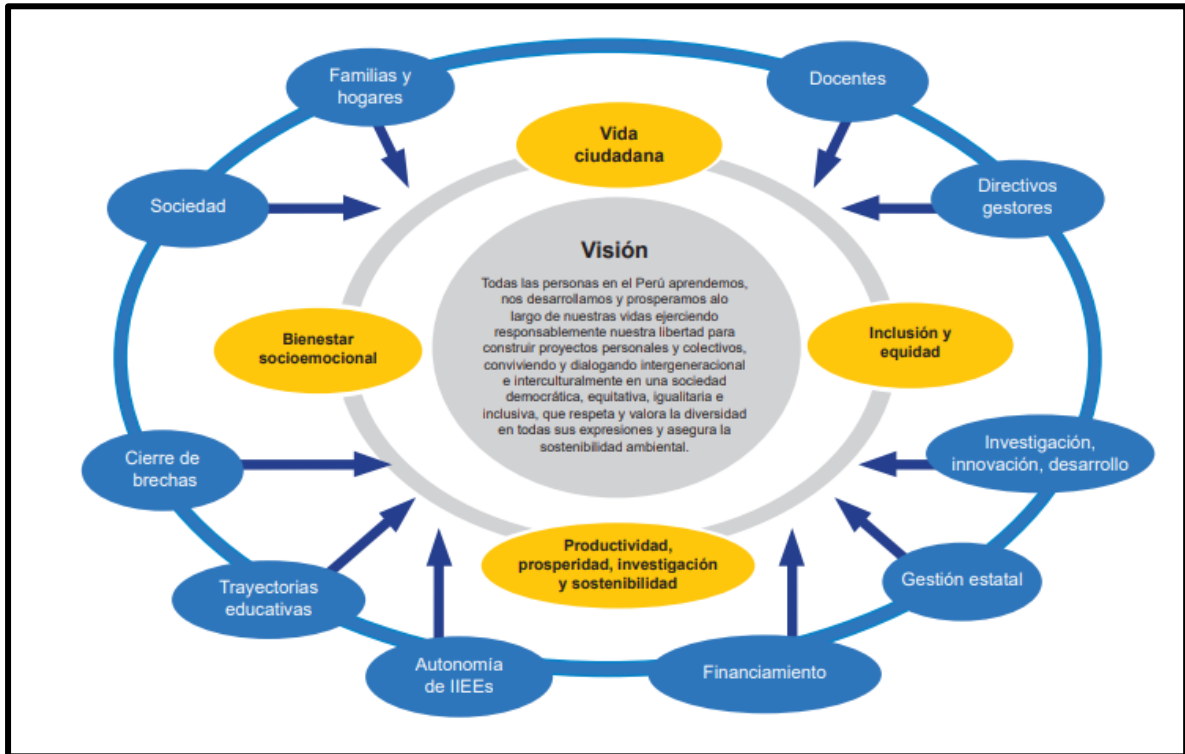 Familias y
hogares
Docentes
Vida
ciudadana
Sociedad
Directivos
gestores
Visión
Todas las personas en el Perú aprendemos,
nos desarrollamos y prosperamos alo
largo de nuestras vidas ejerciendo
responsablemente nuestra libertad para
construir proyectos personales y colectivos,
conviviendo y dialogando intergeneracional
e interculturalmente en una sociedad
democrática, equitativa, igualitaria e
inclusiva, que respeta y valora la diversidad
en todas sus expresiones y asegura la
sostenibilidad ambiental.
Bienestar
socioemocional
Inclusión y
equidad
Cierre de
brechas
Investigación,
innovación, desarrollo
Productividad,
prosperidad, investigación
y sostenibilidad
Trayectorias
educativas
Gestión estatal
Autonomía
de IIEEs
Financiamiento